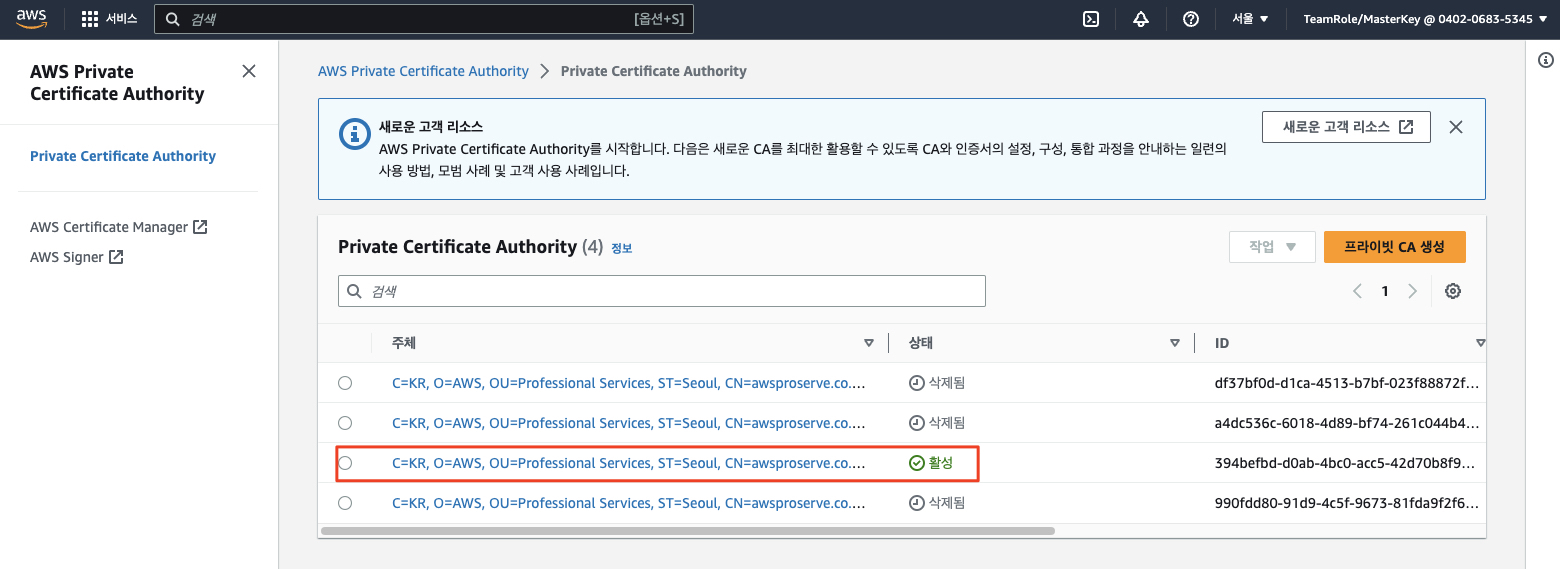 aws
서비스
검색
[옵션+S]
서울
TeamRole/MasterKey @ 0402-0683-5345
AWS Private
Certificate Authority
Private Certificate Authority
AWS Certificate Manager
AWS Signer
AWS Private Certificate Authority
Private Certificate Authority
새로운 고객 리소스
AWS Private Certificate Authority를 시작합니다. 다음은 새로운 CA를 최대한 활용할 수 있도록 CA와 인증서의 설정, 구성, 통합 과정을 안내하는 일련의
사용 방법, 모범 사례 및 고객 사용 사례입니다.
새로운 고객 리소스
Private Certificate Authority (4) 정보
작업
프라이빗 CA 생성
검색
1
주체 상태 ID
C=KR, O=AWS, OU=Professional Services, ST=Seoul, CN=awsproserve.co.... 삭제됨 df37bf0d-d1ca-4513-b7bf-023f88872f...
C=KR, O=AWS, OU=Professional Services, ST=Seoul, CN=awsproserve.co.... 삭제됨 a4dc536c-6018-4d89-bf74-261c044b4...
C=KR, O=AWS, OU=Professional Services, ST=Seoul, CN=awsproserve.co.... 활성 394befbd-d0ab-4bc0-acc5-42d70b8f9...
C=KR, O=AWS, OU=Professional Services, ST=Seoul, CN=awsproserve.co.... 삭제됨 990fdd80-91d9-4c5f-9673-81fda9f2f6...